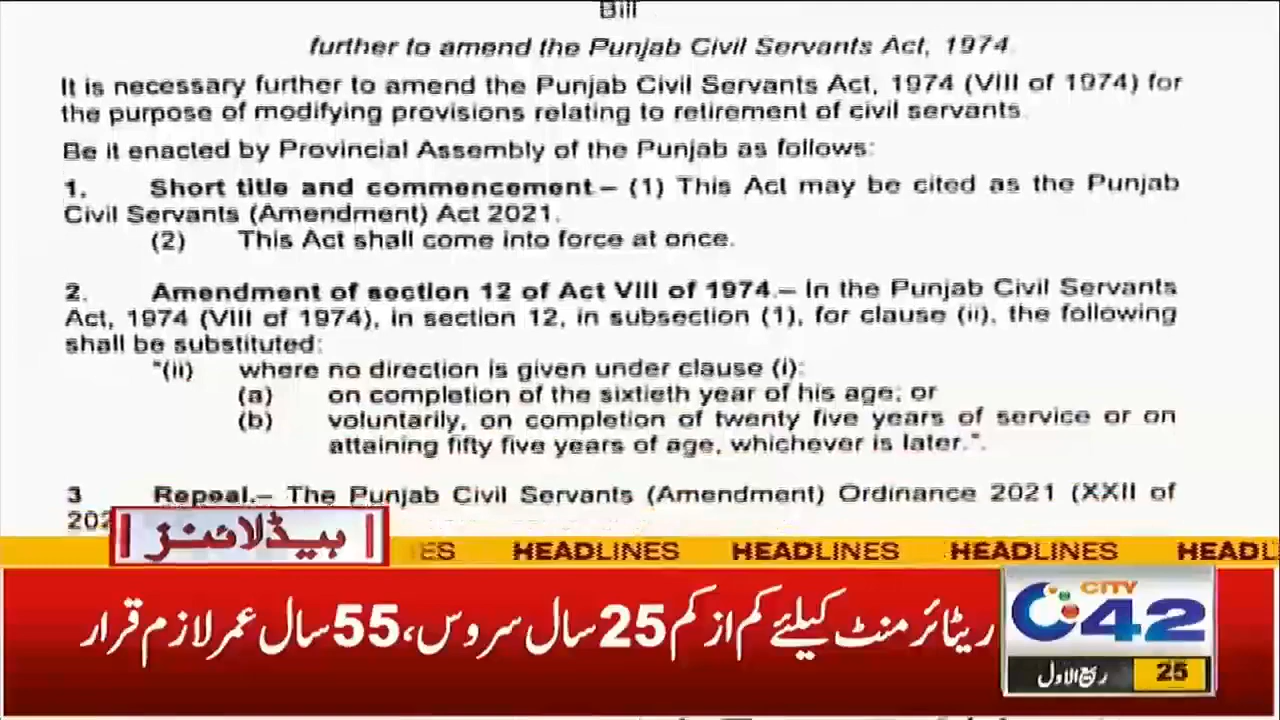 Bill
further to amend the Punjab Civil Servants Act, 1974.
It is necessary further to amend the Punjab Civil Servants Act, 1974 (VIII of 1974) for
the purpose of modifying provisions relating to retirement of civil servants.
Be it enacted by Provincial Assembly of the Punjab as follows:
1. Short title and commencement.– (1) This Act may be cited as the Punjab
Civil Servants (Amendment) Act 2021.
(2) This Act shall come into force at once.
2. Amendment of section 12 of Act VIII of 1974.– In the Punjab Civil Servants
Act, 1974 (VIII of 1974), in section 12, in subsection (1), for clause (ii), the following
shall be substituted:
"(ii) where no direction is given under clause (i):
(a) on completion of the sixtieth year of his age; or
(b) voluntarily, on completion of twenty five years of service or on
attaining fifty five years of age, whichever is later.".
3 Repeal.– The Punjab Civil Servants (Amendment) Ordinance 2021 (XXII of
202
ہیڈلائنز
ES HEADLINES HEADLINES HEADLINES HEADL
ریٹائرمنٹ کیلئے کم از کم 25 سال سروس، 55 سال عمر لازم قرار
CITY
42
ربیع الاول 25